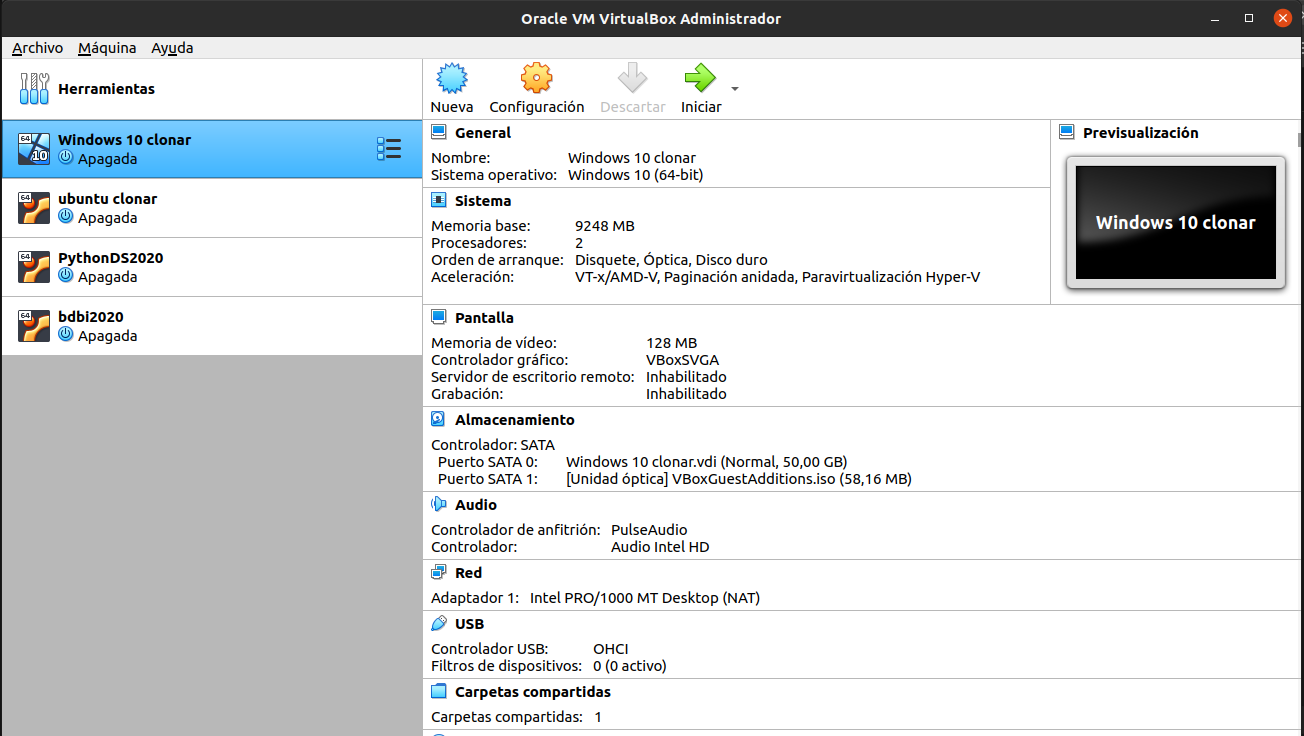 Oracle VM VirtualBox Administrador
Archivo Máquina Ayuda
Herramientas
64
10
Windows 10 clonar
Apagada
64
ubuntu clonar
Apagada
64
PythonDS2020
Apagada
64
bdbi2020
Apagada
Nueva Configuración Descartar Iniciar
General
Nombre: Windows 10 clonar
Sistema operativo: Windows 10 (64-bit)
Sistema
Memoria base: 9248 MB
Procesadores: 2
Orden de arranque: Disquete, Óptica, Disco duro
Aceleración: VT-x/AMD-V, Paginación anidada, Paravirtualización Hyper-V
Previsualización
Windows 10 clonar
Pantalla
Memoria de vídeo: 128 MB
Controlador gráfico: VBoxSVGA
Servidor de escritorio remoto: Inhabilitado
Grabación: Inhabilitado
Almacenamiento
Controlador: SATA
Puerto SATA 0: Windows 10 clonar.vdi (Normal, 50,00 GB)
Puerto SATA 1: [Unidad óptica] VBoxGuestAdditions.iso (58,16 MB)
Audio
Controlador de anfitrión: PulseAudio
Controlador: Audio Intel HD
Red
Adaptador 1: Intel PRO/1000 MT Desktop (NAT)
USB
Controlador USB: OHCI
Filtros de dispositivos: 0 (0 activo)
Carpetas compartidas
Carpetas compartidas: 1